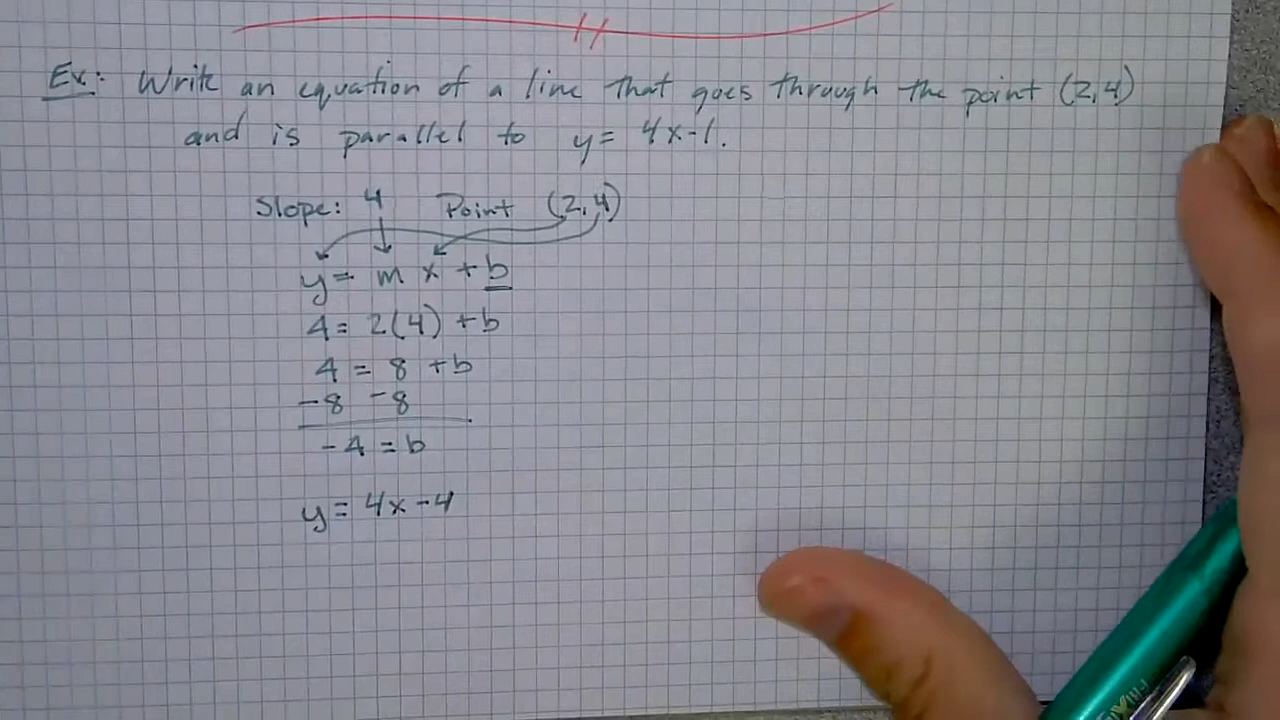 Ex: Write an equation of a line that goes through the point (2,4)
and is parallel to y = 4x-1.
Slope: 4 Point (2,4)
y = m x + b
4 = 2(4) + b
4 = 8 + b
-8 -8
-4 = b
y = 4x - 4